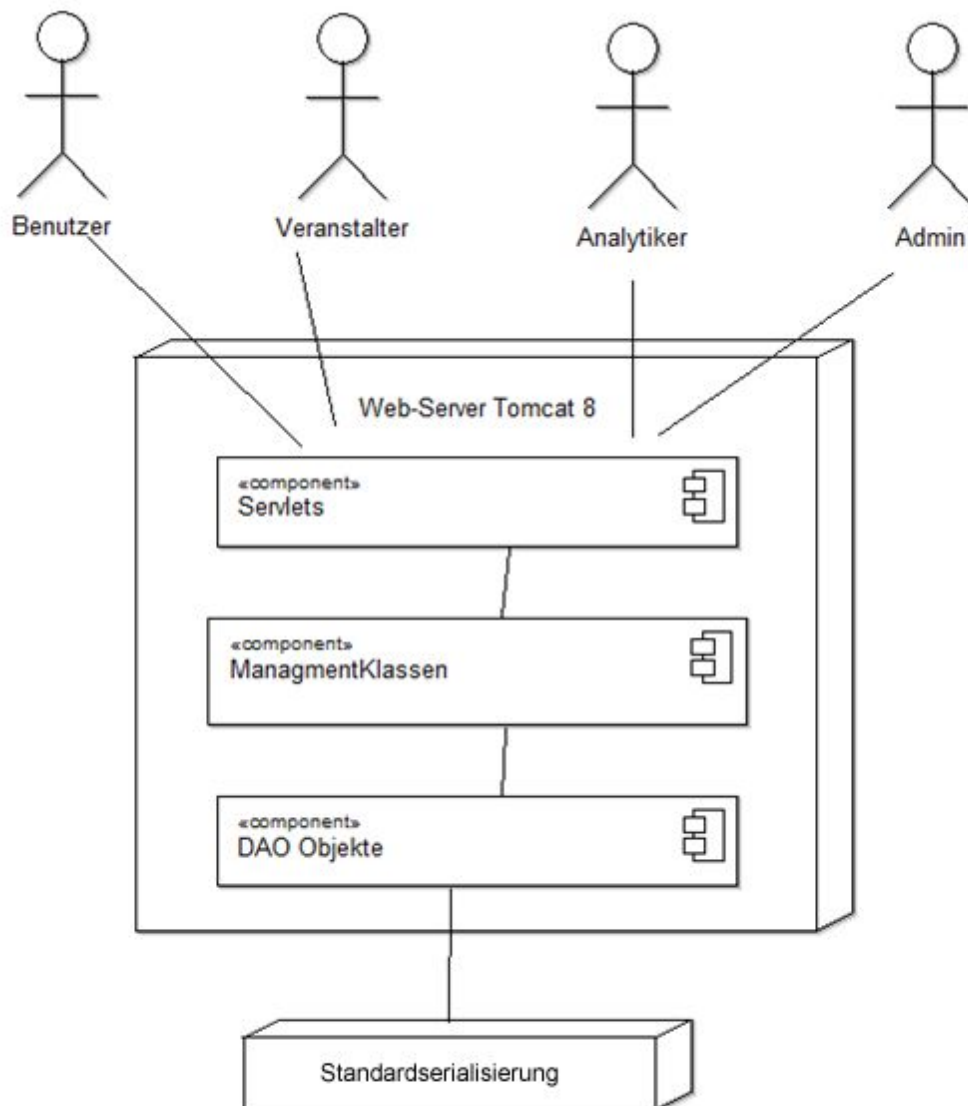 Benutzer
Veranstalter
Analytiker
Admin
Web-Server Tomcat 8
«component»
Servlets
«component»
ManagmentKlassen
«component»
DAO Objekte
Standardserialisierung